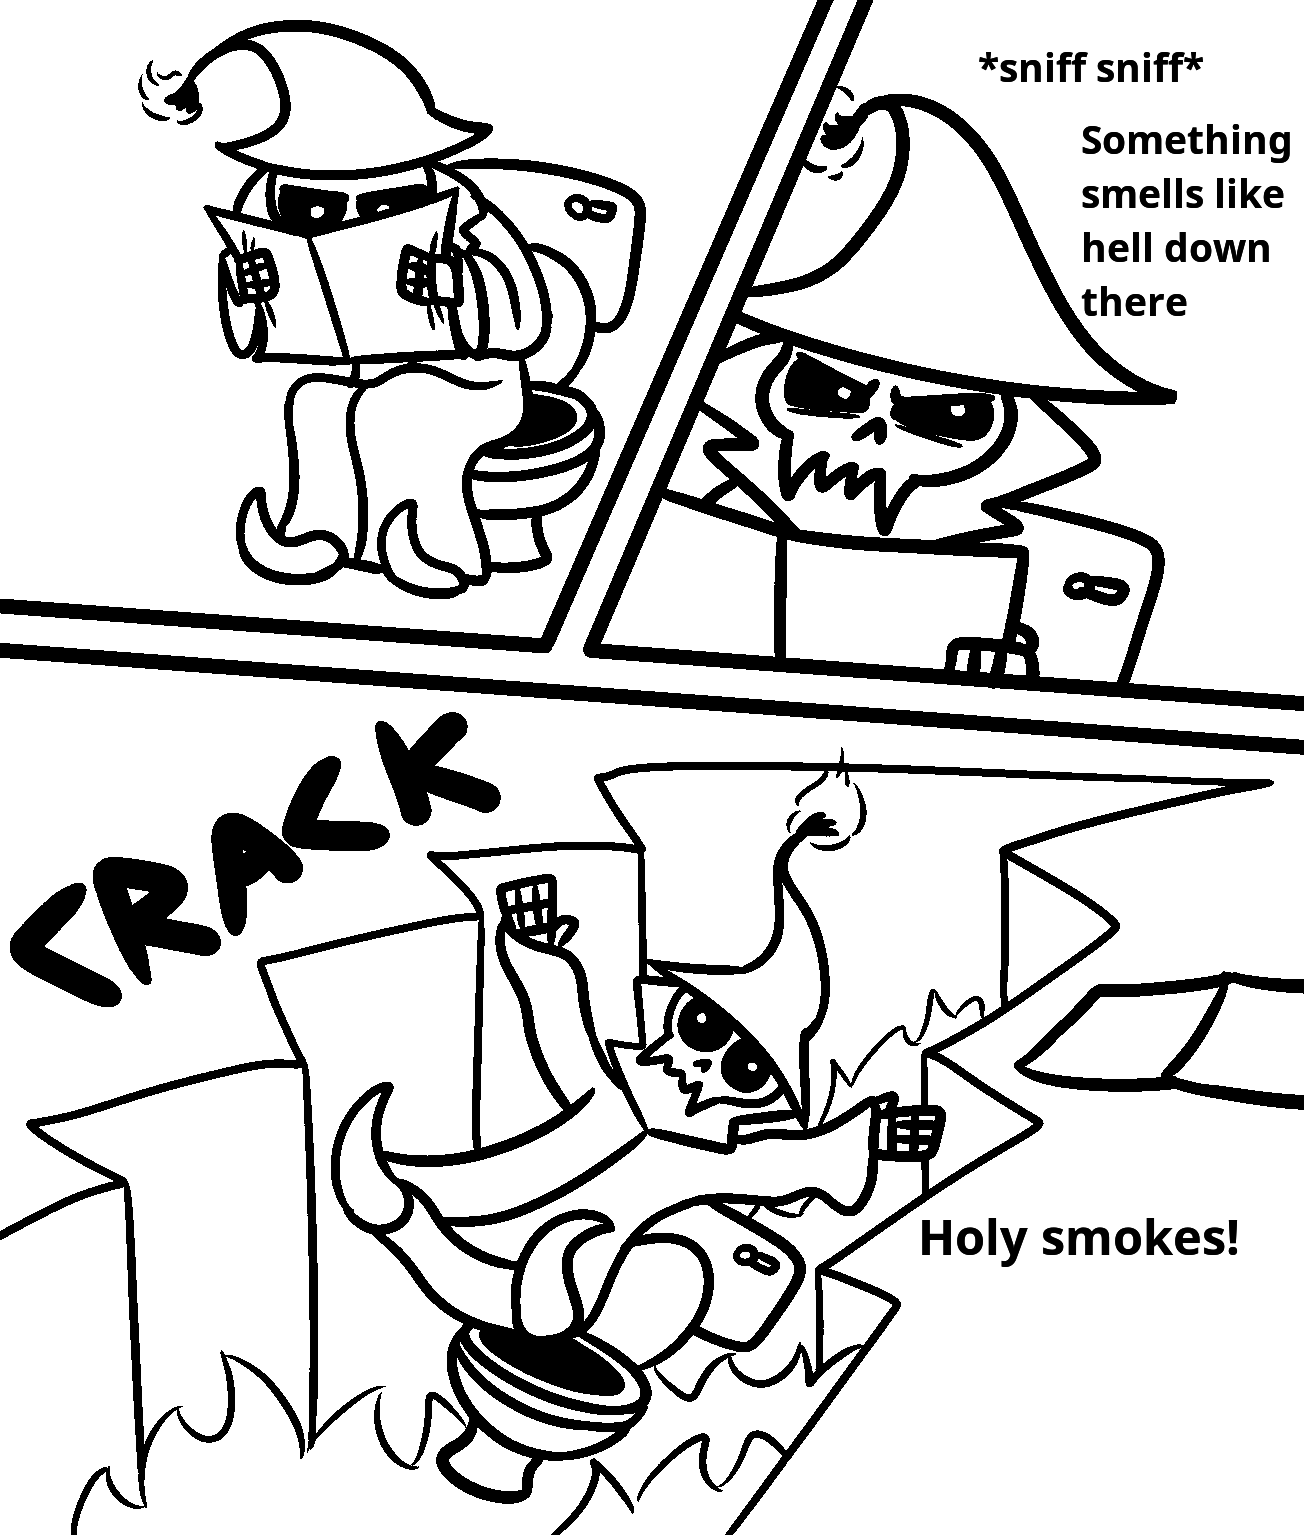 *sniff sniff*
Something
smells like
hell down
there
CRACK
Holy smokes!